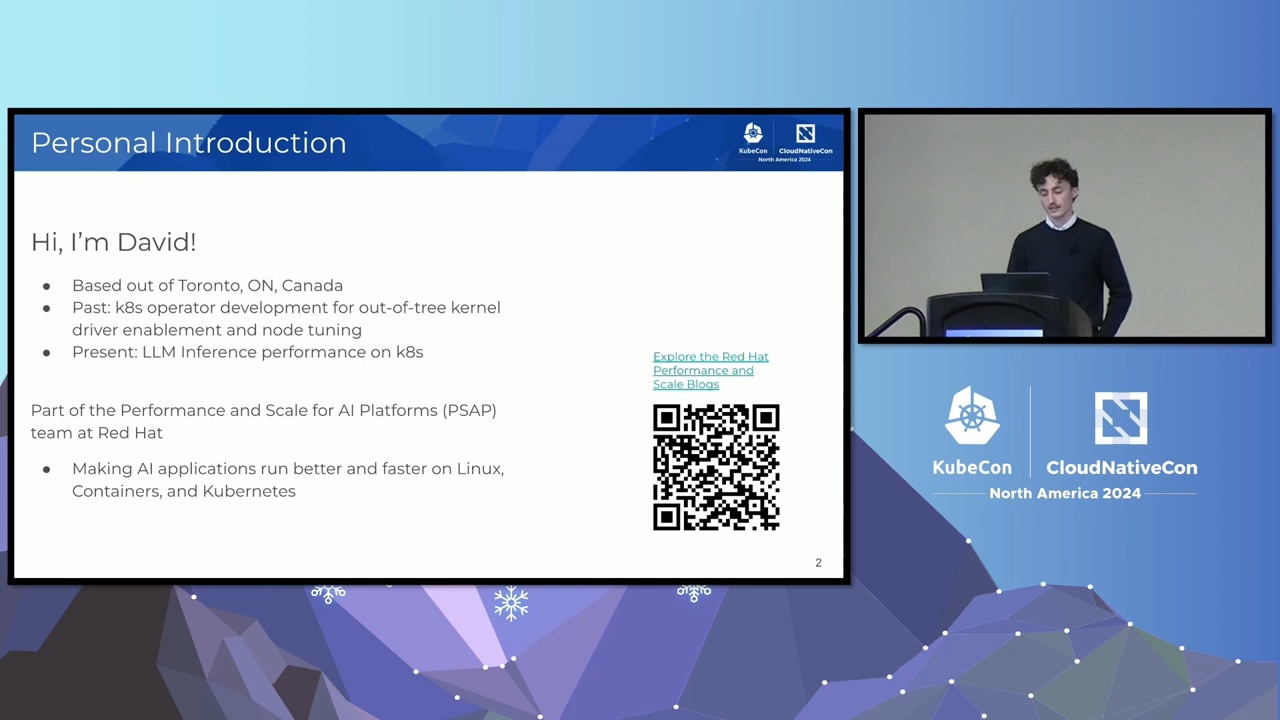 Personal Introduction
KubeCon
CloudNativeCon
North America 2024
Hi, I'm David!
● Based out of Toronto, ON, Canada
● Past: k8s operator development for out-of-tree kernel
driver enablement and node tuning
● Present: LLM Inference performance on k8s
Explore the Red Hat
Performance and
Scale Blogs
Part of the Performance and Scale for AI Platforms (PSAP)
team at Red Hat
● Making AI applications run better and faster on Linux,
Containers, and Kubernetes
2
KubeCon
CloudNativeCon
North America 2024